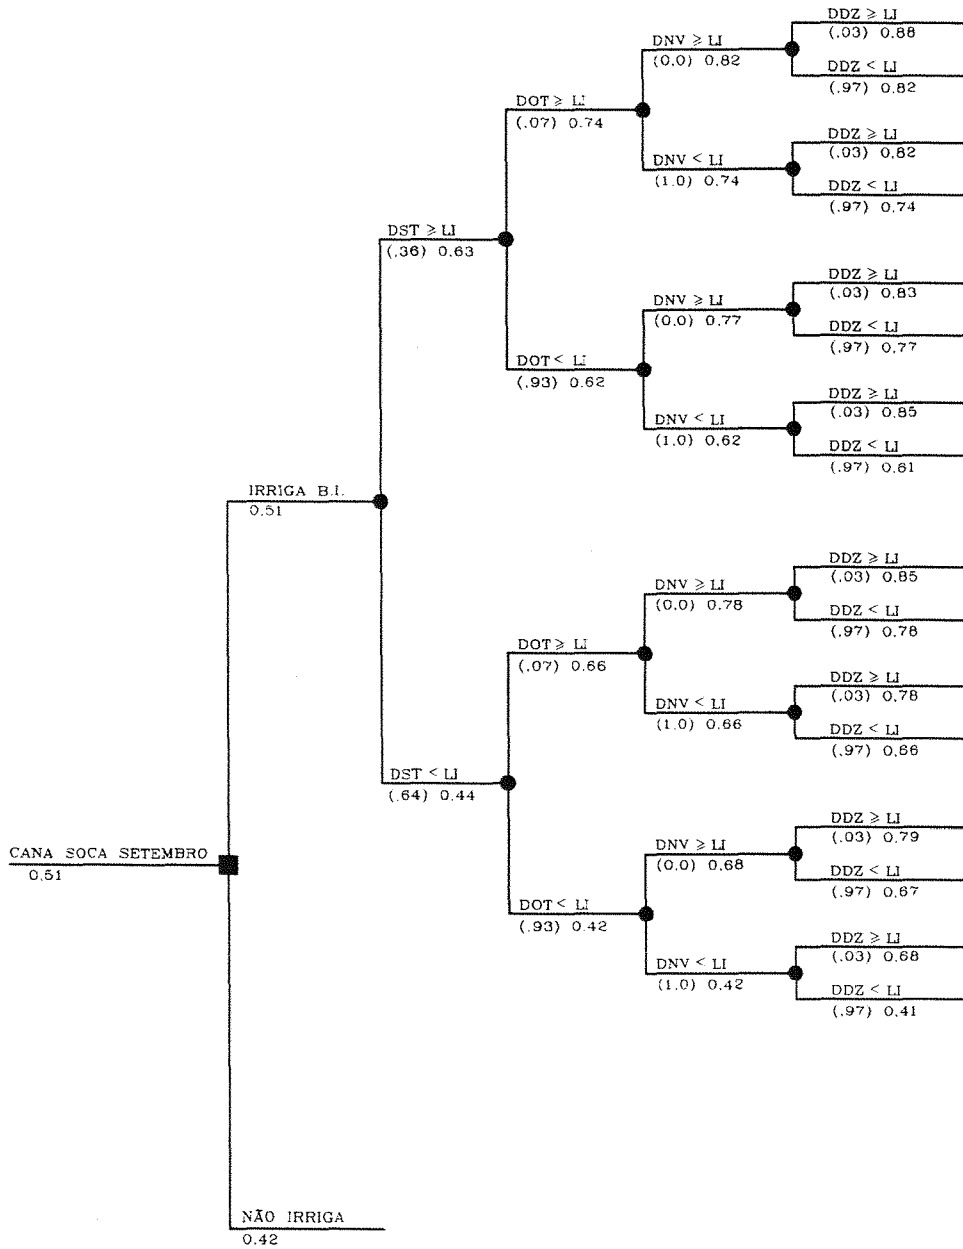 DDZ ⩾ LI
(.03) 0.88
DNV ⩾ LI
(0.0) 0.82
DDZ < LI
(.97) 0.82
DOT ⩾ LI
(.07) 0.74
DDZ ⩾ LI
(.03) 0.82
DNV < LI
(1.0) 0.74
DDZ < LI
(.97) 0.74
DST ⩾ LI
(.36) 0.63
DDZ ⩾ LI
(.03) 0.83
DNV ⩾ LI
(0.0) 0.77
DDZ < LI
(.97) 0.77
DOT < LI
(.93) 0.62
DDZ ⩾ LI
(.03) 0.85
DNV < LI
(1.0) 0.62
DDZ < LI
(.97) 0.61
IRRIGA B.I.
0.51
DDZ ⩾ LI
(.03) 0.85
DNV ⩾ LI
(0.0) 0.78
DDZ < LI
(.97) 0.78
DOT ⩾ LI
(.07) 0.66
DDZ ⩾ LI
(.03) 0.78
DNV < LI
(1.0) 0.66
DDZ < LI
(.97) 0.66
DST < LI
(.64) 0.44
DDZ ⩾ LI
(.03) 0.79
DNV ⩾ LI
(0.0) 0.68
DDZ < LI
(.97) 0.67
CANA SOCA SETEMBRO
0.51
DOT < LI
(.93) 0.42
DDZ ⩾ LI
(.03) 0.68
DNV < LI
(1.0) 0.42
DDZ < LI
(.97) 0.41
NÃO IRRIGA
0.42